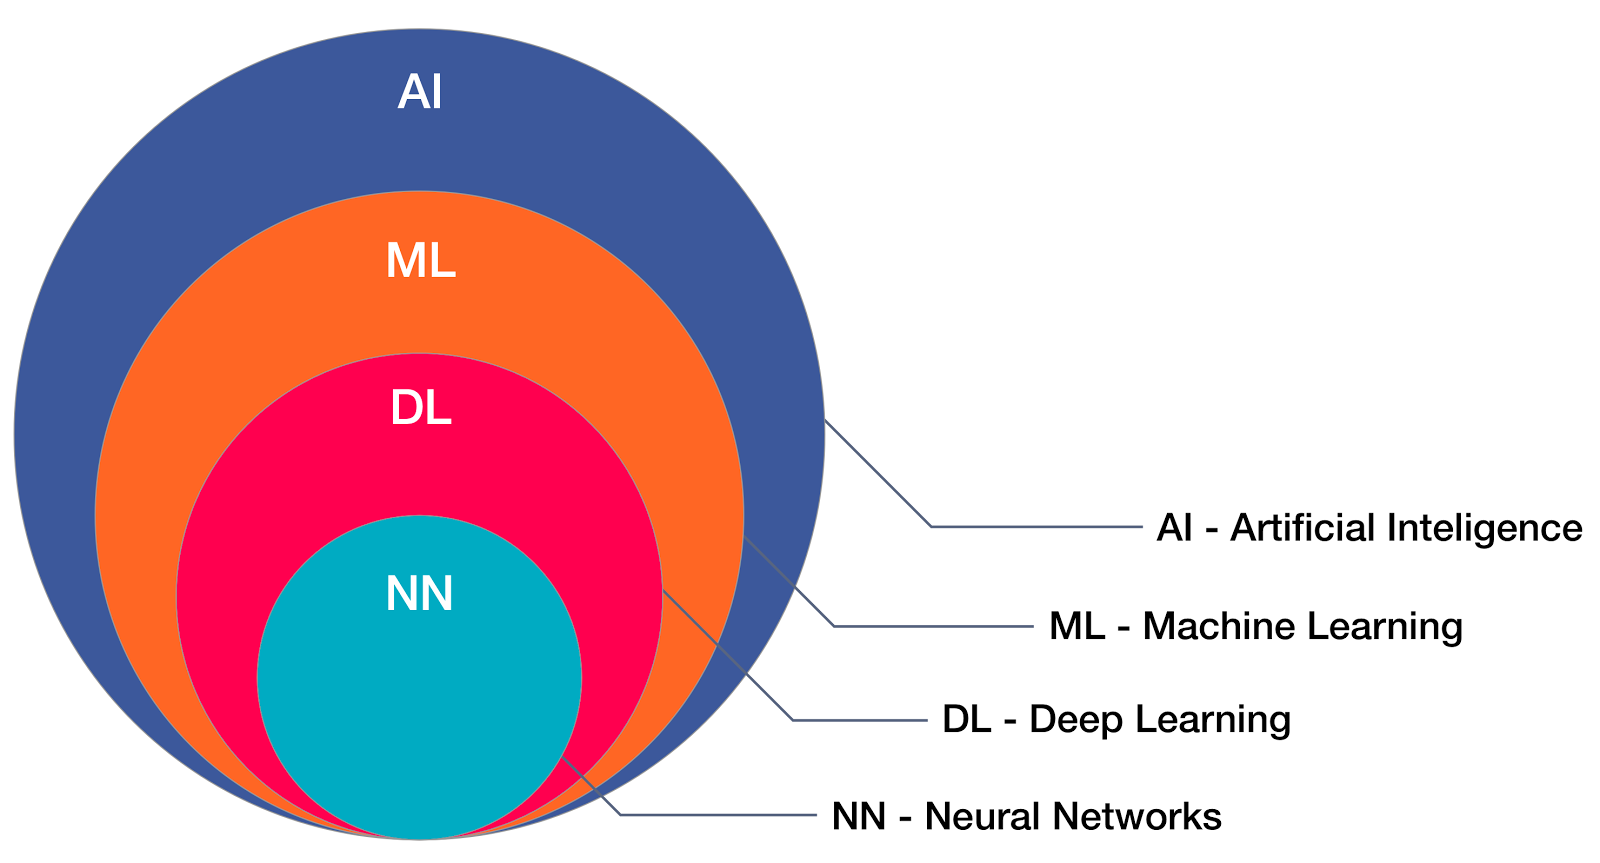 AI
ML
DL
NN
AI - Artificial Inteligence
ML - Machine Learning
DL - Deep Learning
NN - Neural Networks